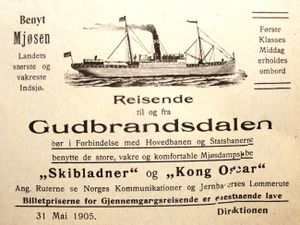 Benyt
Mjøsen
Landets
største og
vakreste
Indsjø.
Første
Klasses
Middag
erholdes
ombord
Reisende
til og fra
Gudbrandsdalen
bør i Forbindelse med Hovedbanen og Statsbanerne
benytte de store, vakre og komfortable Mjøsdampskibe
„Skibladner" og „Kong Oscar"
Ang. Ruterne se Norges Kommunikationer og Jernbanernes Lommerute
Billetpriserne for Gjennemgangsreisende er enestaaende lave
31 Mai 1905.
Direktionen